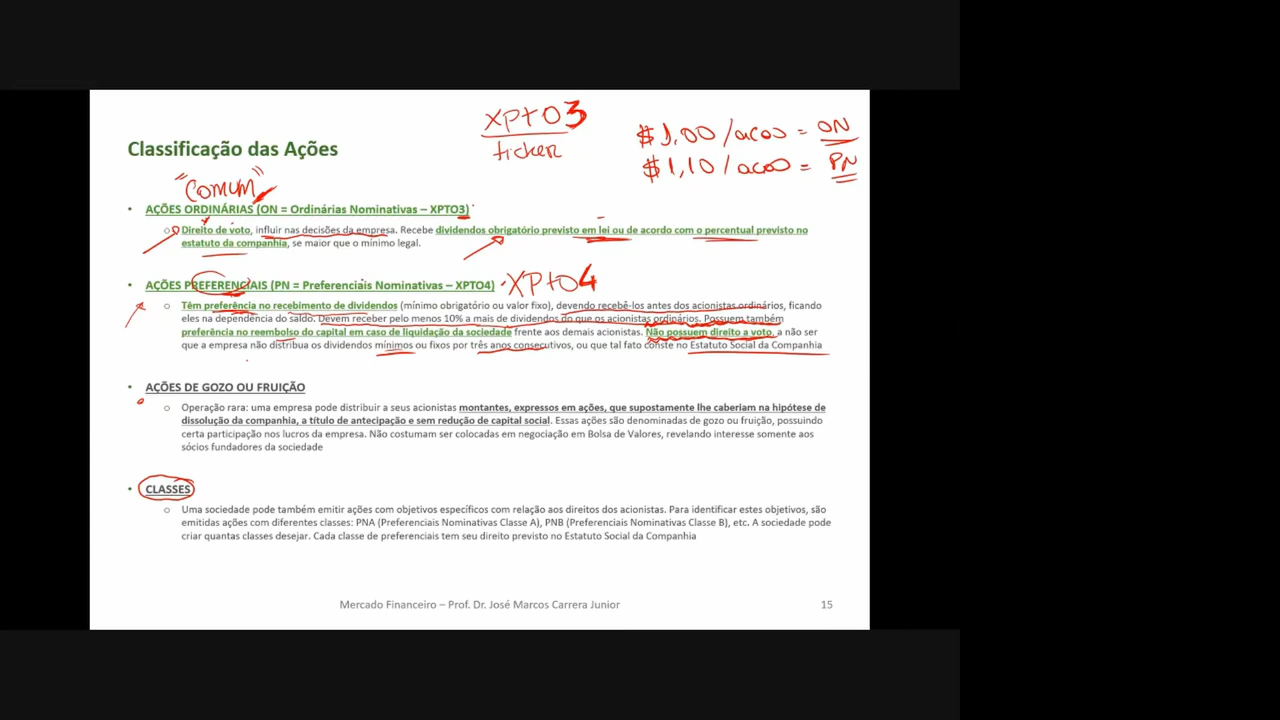 XPTO3
ticker
$1,00/acao = ON
$1,10/acao = PN
Classificação das Ações
"Comum"
• AÇÕES ORDINÁRIAS (ON = Ordinárias Nominativas – XPTO3)
○ Direito de voto, influir nas decisões da empresa. Recebe dividendos obrigatório previsto em lei ou de acordo com o percentual previsto no
estatuto da companhia, se maior que o mínimo legal.
• AÇÕES PREFERENCIAIS (PN = Preferenciais Nominativas – XPTO4)
XPTO4
○ Têm preferência no recebimento de dividendos (mínimo obrigatório ou valor fixo), devendo recebê-los antes dos acionistas ordinários, ficando
eles na dependência do saldo. Devem receber pelo menos 10% a mais de dividendos do que os acionistas ordinários. Possuem também
preferência no reembolso do capital em caso de liquidação da sociedade frente aos demais acionistas. Não possuem direito a voto, a não ser
que a empresa não distribua os dividendos mínimos ou fixos por três anos consecutivos, ou que tal fato conste no Estatuto Social da Companhia
• AÇÕES DE GOZO OU FRUIÇÃO
○ Operação rara: uma empresa pode distribuir a seus acionistas montantes, expressos em ações, que supostamente lhe caberiam na hipótese de
dissolução da companhia, a título de antecipação e sem redução de capital social. Essas ações são denominadas de gozo ou fruição, possuindo
certa participação nos lucros da empresa. Não costumam ser colocadas em negociação em Bolsa de Valores, revelando interesse somente aos
sócios fundadores da sociedade
• CLASSES
○ Uma sociedade pode também emitir ações com objetivos específicos com relação aos direitos dos acionistas. Para identificar estes objetivos, são
emitidas ações com diferentes classes: PNA (Preferenciais Nominativas Classe A), PNB (Preferenciais Nominativas Classe B), etc. A sociedade pode
criar quantas classes desejar. Cada classe de preferenciais tem seu direito previsto no Estatuto Social da Companhia
Mercado Financeiro – Prof. Dr. José Marcos Carrera Junior
15